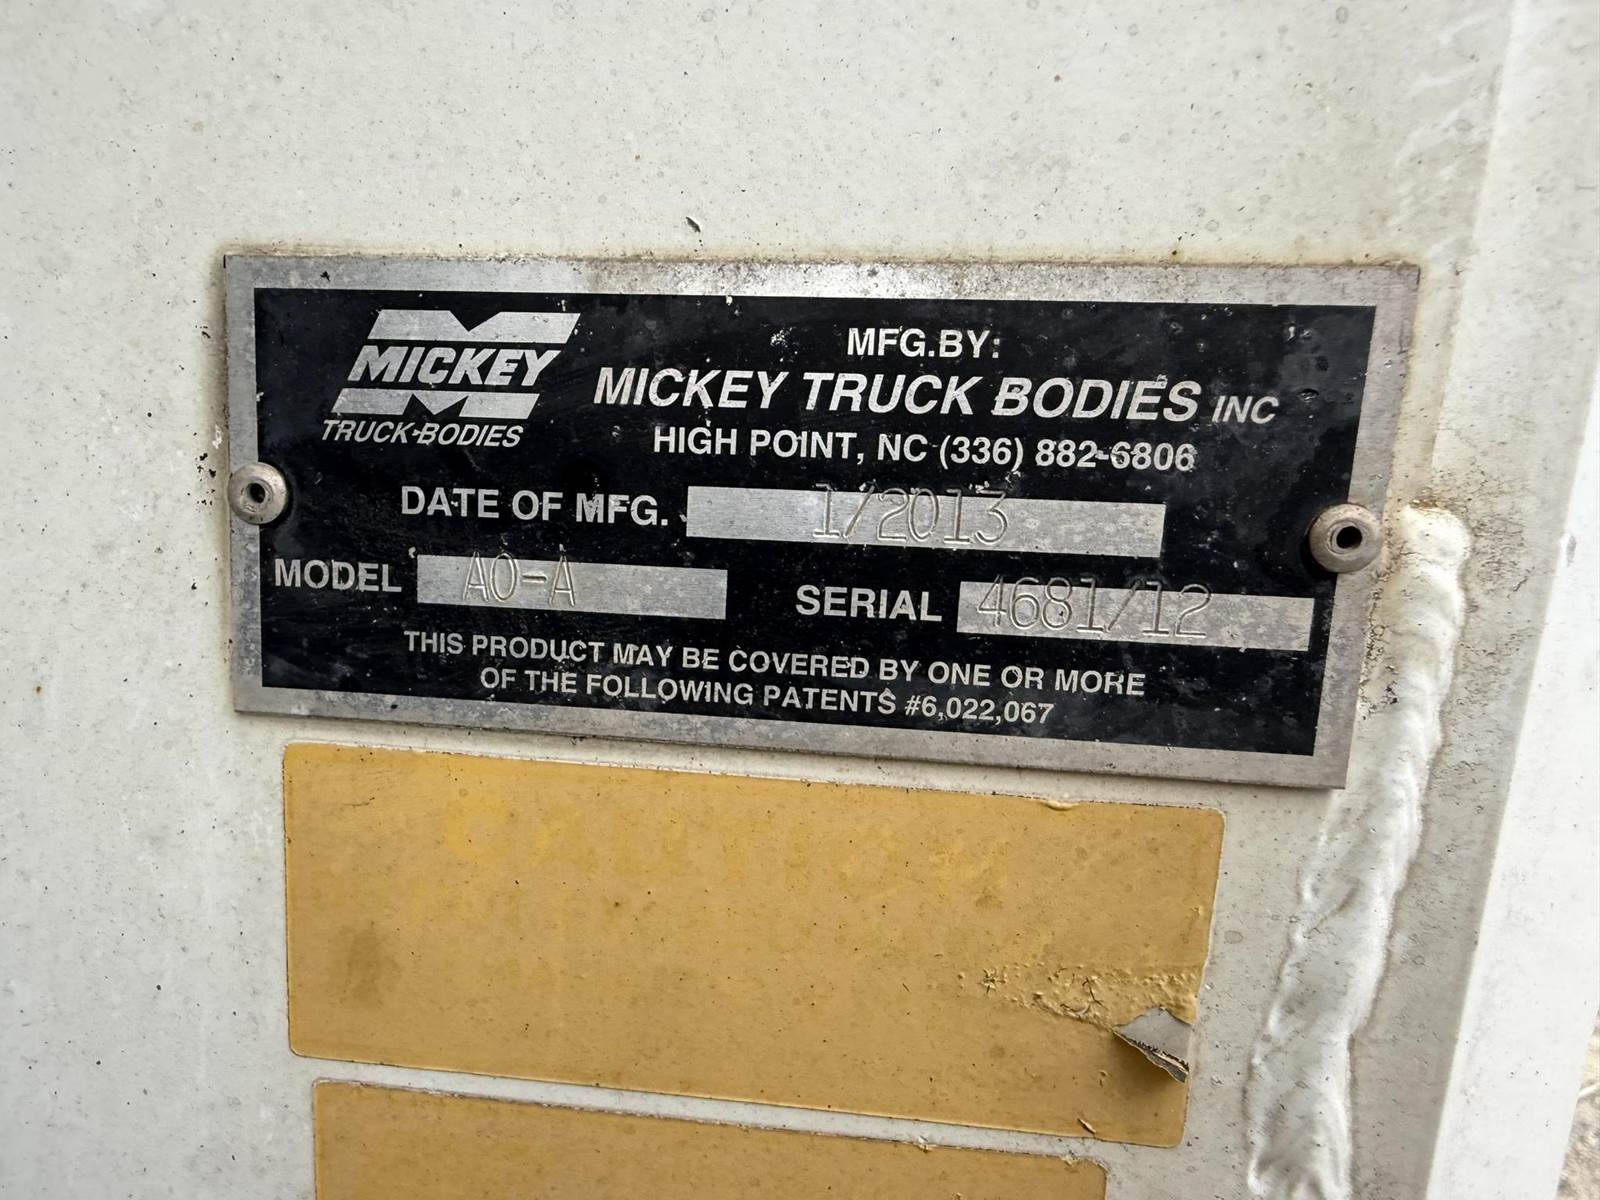 MICKEY
TRUCK-BODIES
MFG.BY:
MICKEY TRUCK BODIES INC
HIGH POINT, NC (336) 882-6806
DATE OF MFG. 1/2013
MODEL AO-A SERIAL 4681/12
THIS PRODUCT MAY BE COVERED BY ONE OR MORE
OF THE FOLLOWING PATENTS #6,022,067